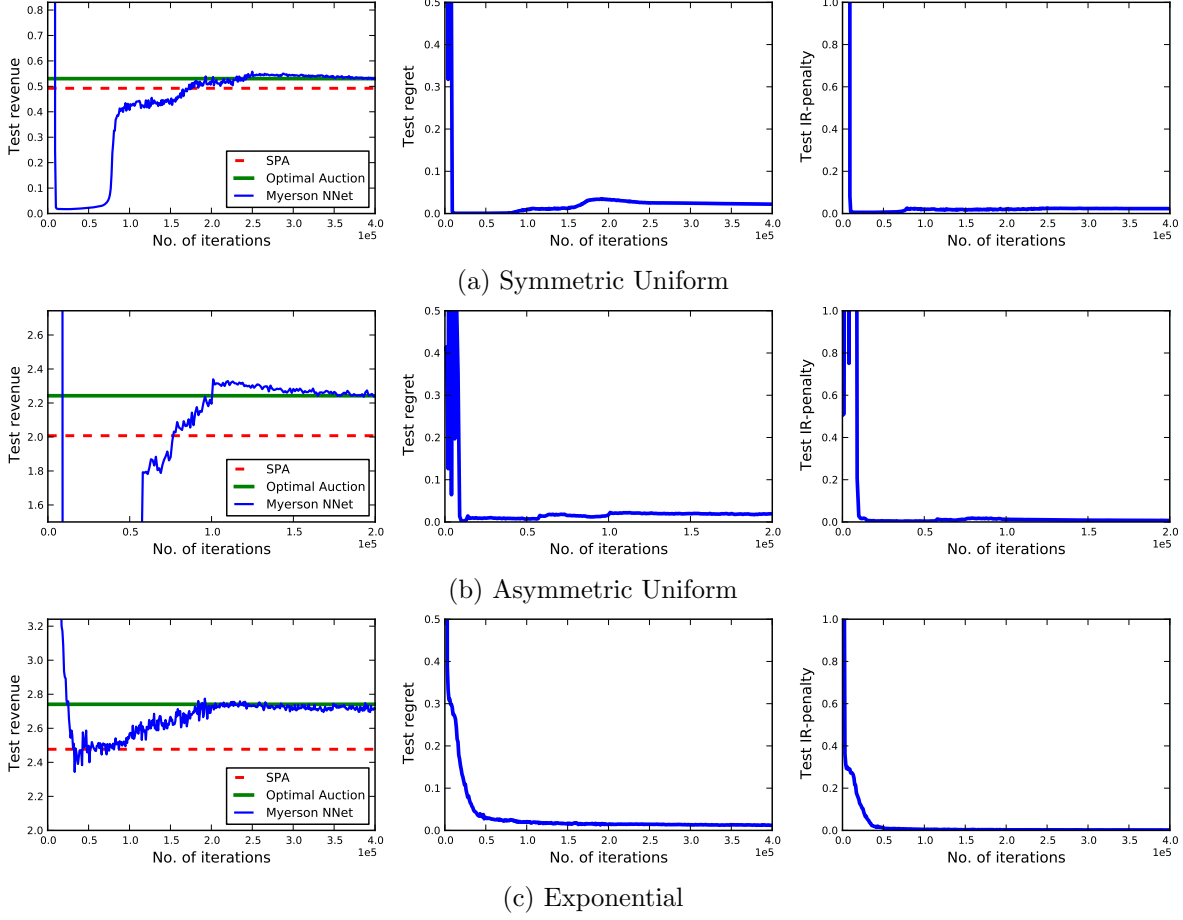 Test revenue
0.8
0.7
0.6
0.5
0.4
0.3
0.2
0.1
0.0
0.0 0.5 1.0 1.5 2.0 2.5 3.0 3.5 4.0
1e5
No. of iterations
SPA
Optimal Auction
Myerson NNet
Test regret
0.5
0.4
0.3
0.2
0.1
0.0
0.0 0.5 1.0 1.5 2.0 2.5 3.0 3.5 4.0
1e5
No. of iterations
Test IR-penalty
1.0
0.8
0.6
0.4
0.2
0.0
0.0 0.5 1.0 1.5 2.0 2.5 3.0 3.5 4.0
1e5
No. of iterations
(a) Symmetric Uniform
Test revenue
2.6
2.4
2.2
2.0
1.8
1.6
0.0 0.5 1.0 1.5 2.0
1e5
No. of iterations
SPA
Optimal Auction
Myerson NNet
Test regret
0.5
0.4
0.3
0.2
0.1
0.0
0.0 0.5 1.0 1.5 2.0
1e5
No. of iterations
Test IR-penalty
1.0
0.8
0.6
0.4
0.2
0.0
0.0 0.5 1.0 1.5 2.0
1e5
No. of iterations
(b) Asymmetric Uniform
Test revenue
3.2
3.0
2.8
2.6
2.4
2.2
2.0
0.0 0.5 1.0 1.5 2.0 2.5 3.0 3.5 4.0
1e5
No. of iterations
SPA
Optimal Auction
Myerson NNet
Test regret
0.5
0.4
0.3
0.2
0.1
0.0
0.0 0.5 1.0 1.5 2.0 2.5 3.0 3.5 4.0
1e5
No. of iterations
Test IR-penalty
1.0
0.8
0.6
0.4
0.2
0.0
0.0 0.5 1.0 1.5 2.0 2.5 3.0 3.5 4.0
1e5
No. of iterations
(c) Exponential